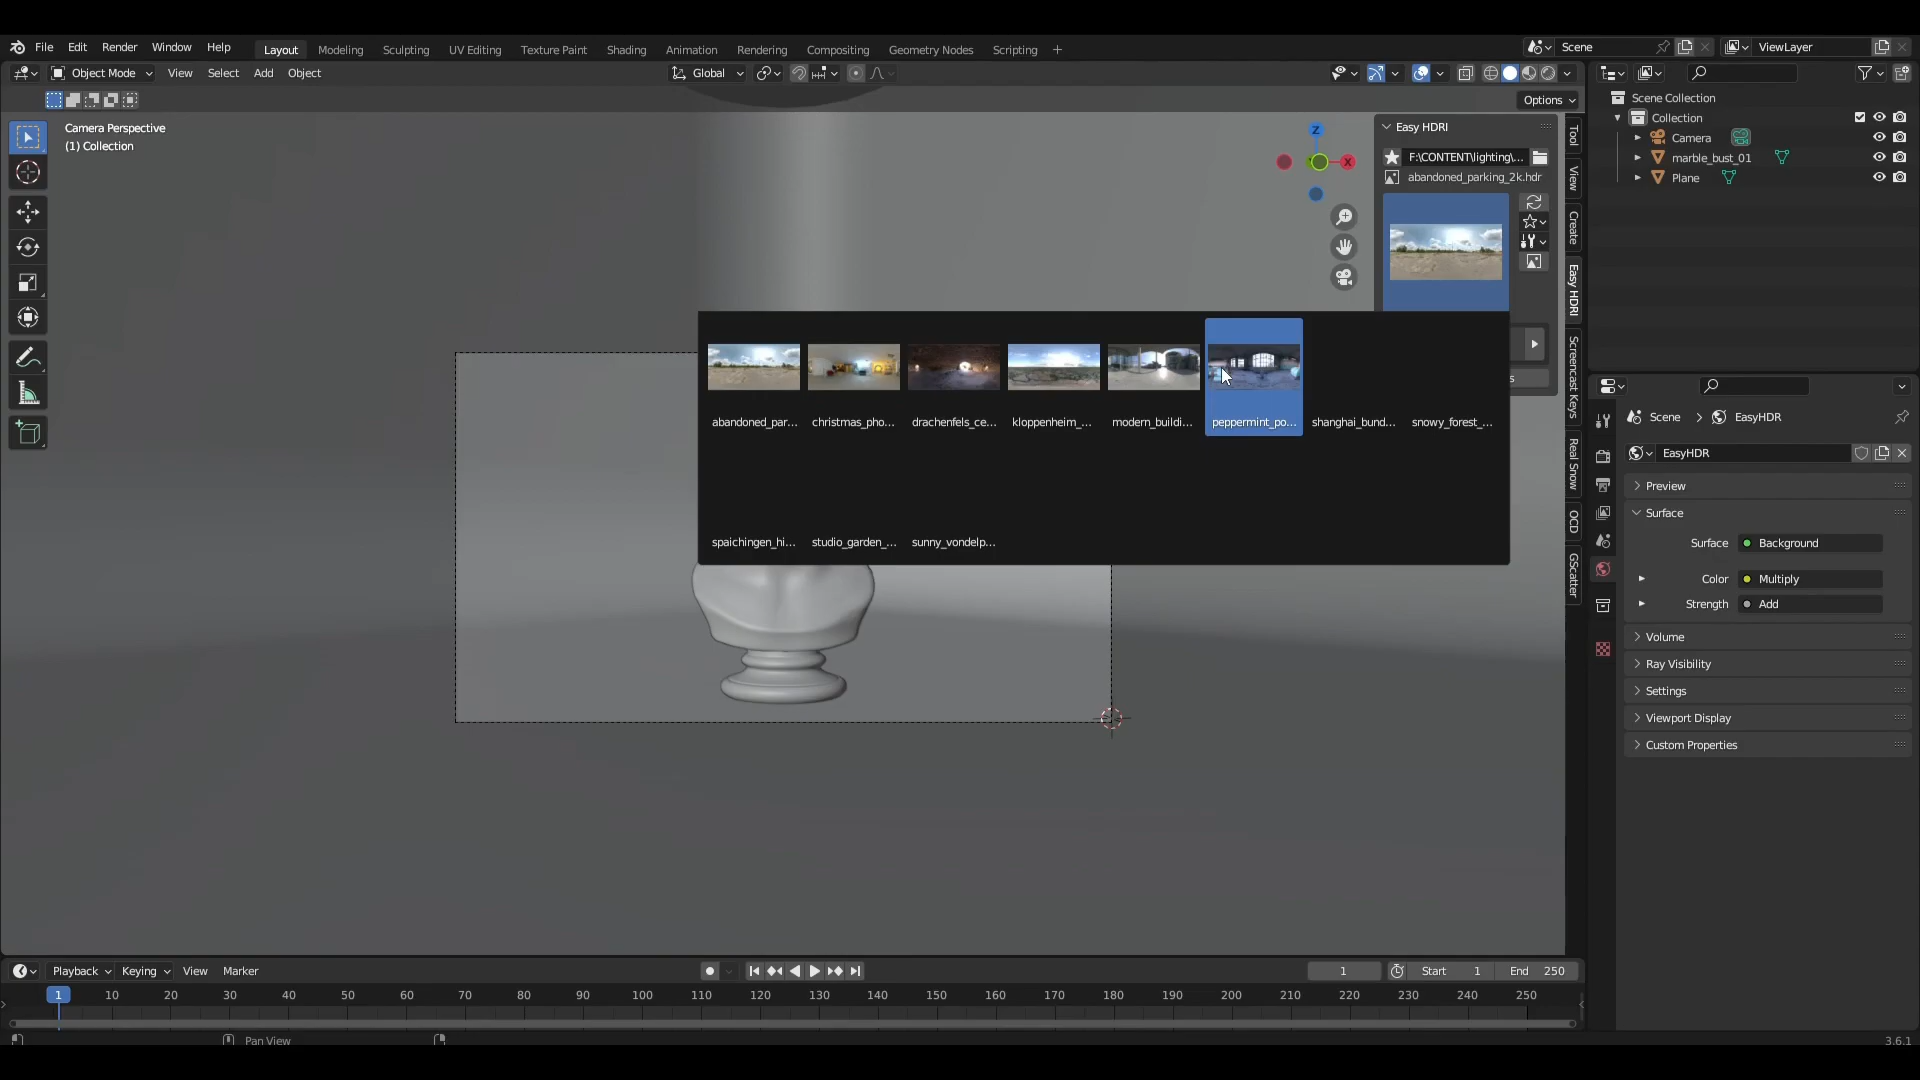 File Edit Render Window Help Layout Modeling Sculpting UV Editing Texture Paint Shading Animation Rendering Compositing Geometry Nodes Scripting + Scene ViewLayer
Object Mode View Select Add Object Global
Options
Camera Perspective
(1) Collection
Z
X
Easy HDRI
F:\CONTENT\lighting\...
abandoned_parking_2k.hdr
s
Tool
View
Create
Easy HDRI
Screencast Keys
Real Snow
OCD
GScatter
abandoned_par... christmas_pho... drachenfels_ce... kloppenheim_... modern_buildi... peppermint_po... shanghai_bund... snowy_forest_...
spaichingen_hi... studio_garden_... sunny_vondelp...
Scene Collection
Collection
Camera
marble_bust_01
Plane
Scene > EasyHDR
EasyHDR
Preview
Surface
Surface Background
Color Multiply
Strength Add
Volume
Ray Visibility
Settings
Viewport Display
Custom Properties
Playback Keying View Marker 1 Start 1 End 250
1 10 20 30 40 50 60 70 80 90 100 110 120 130 140 150 160 170 180 190 200 210 220 230 240 250
Pan View 3.6.1